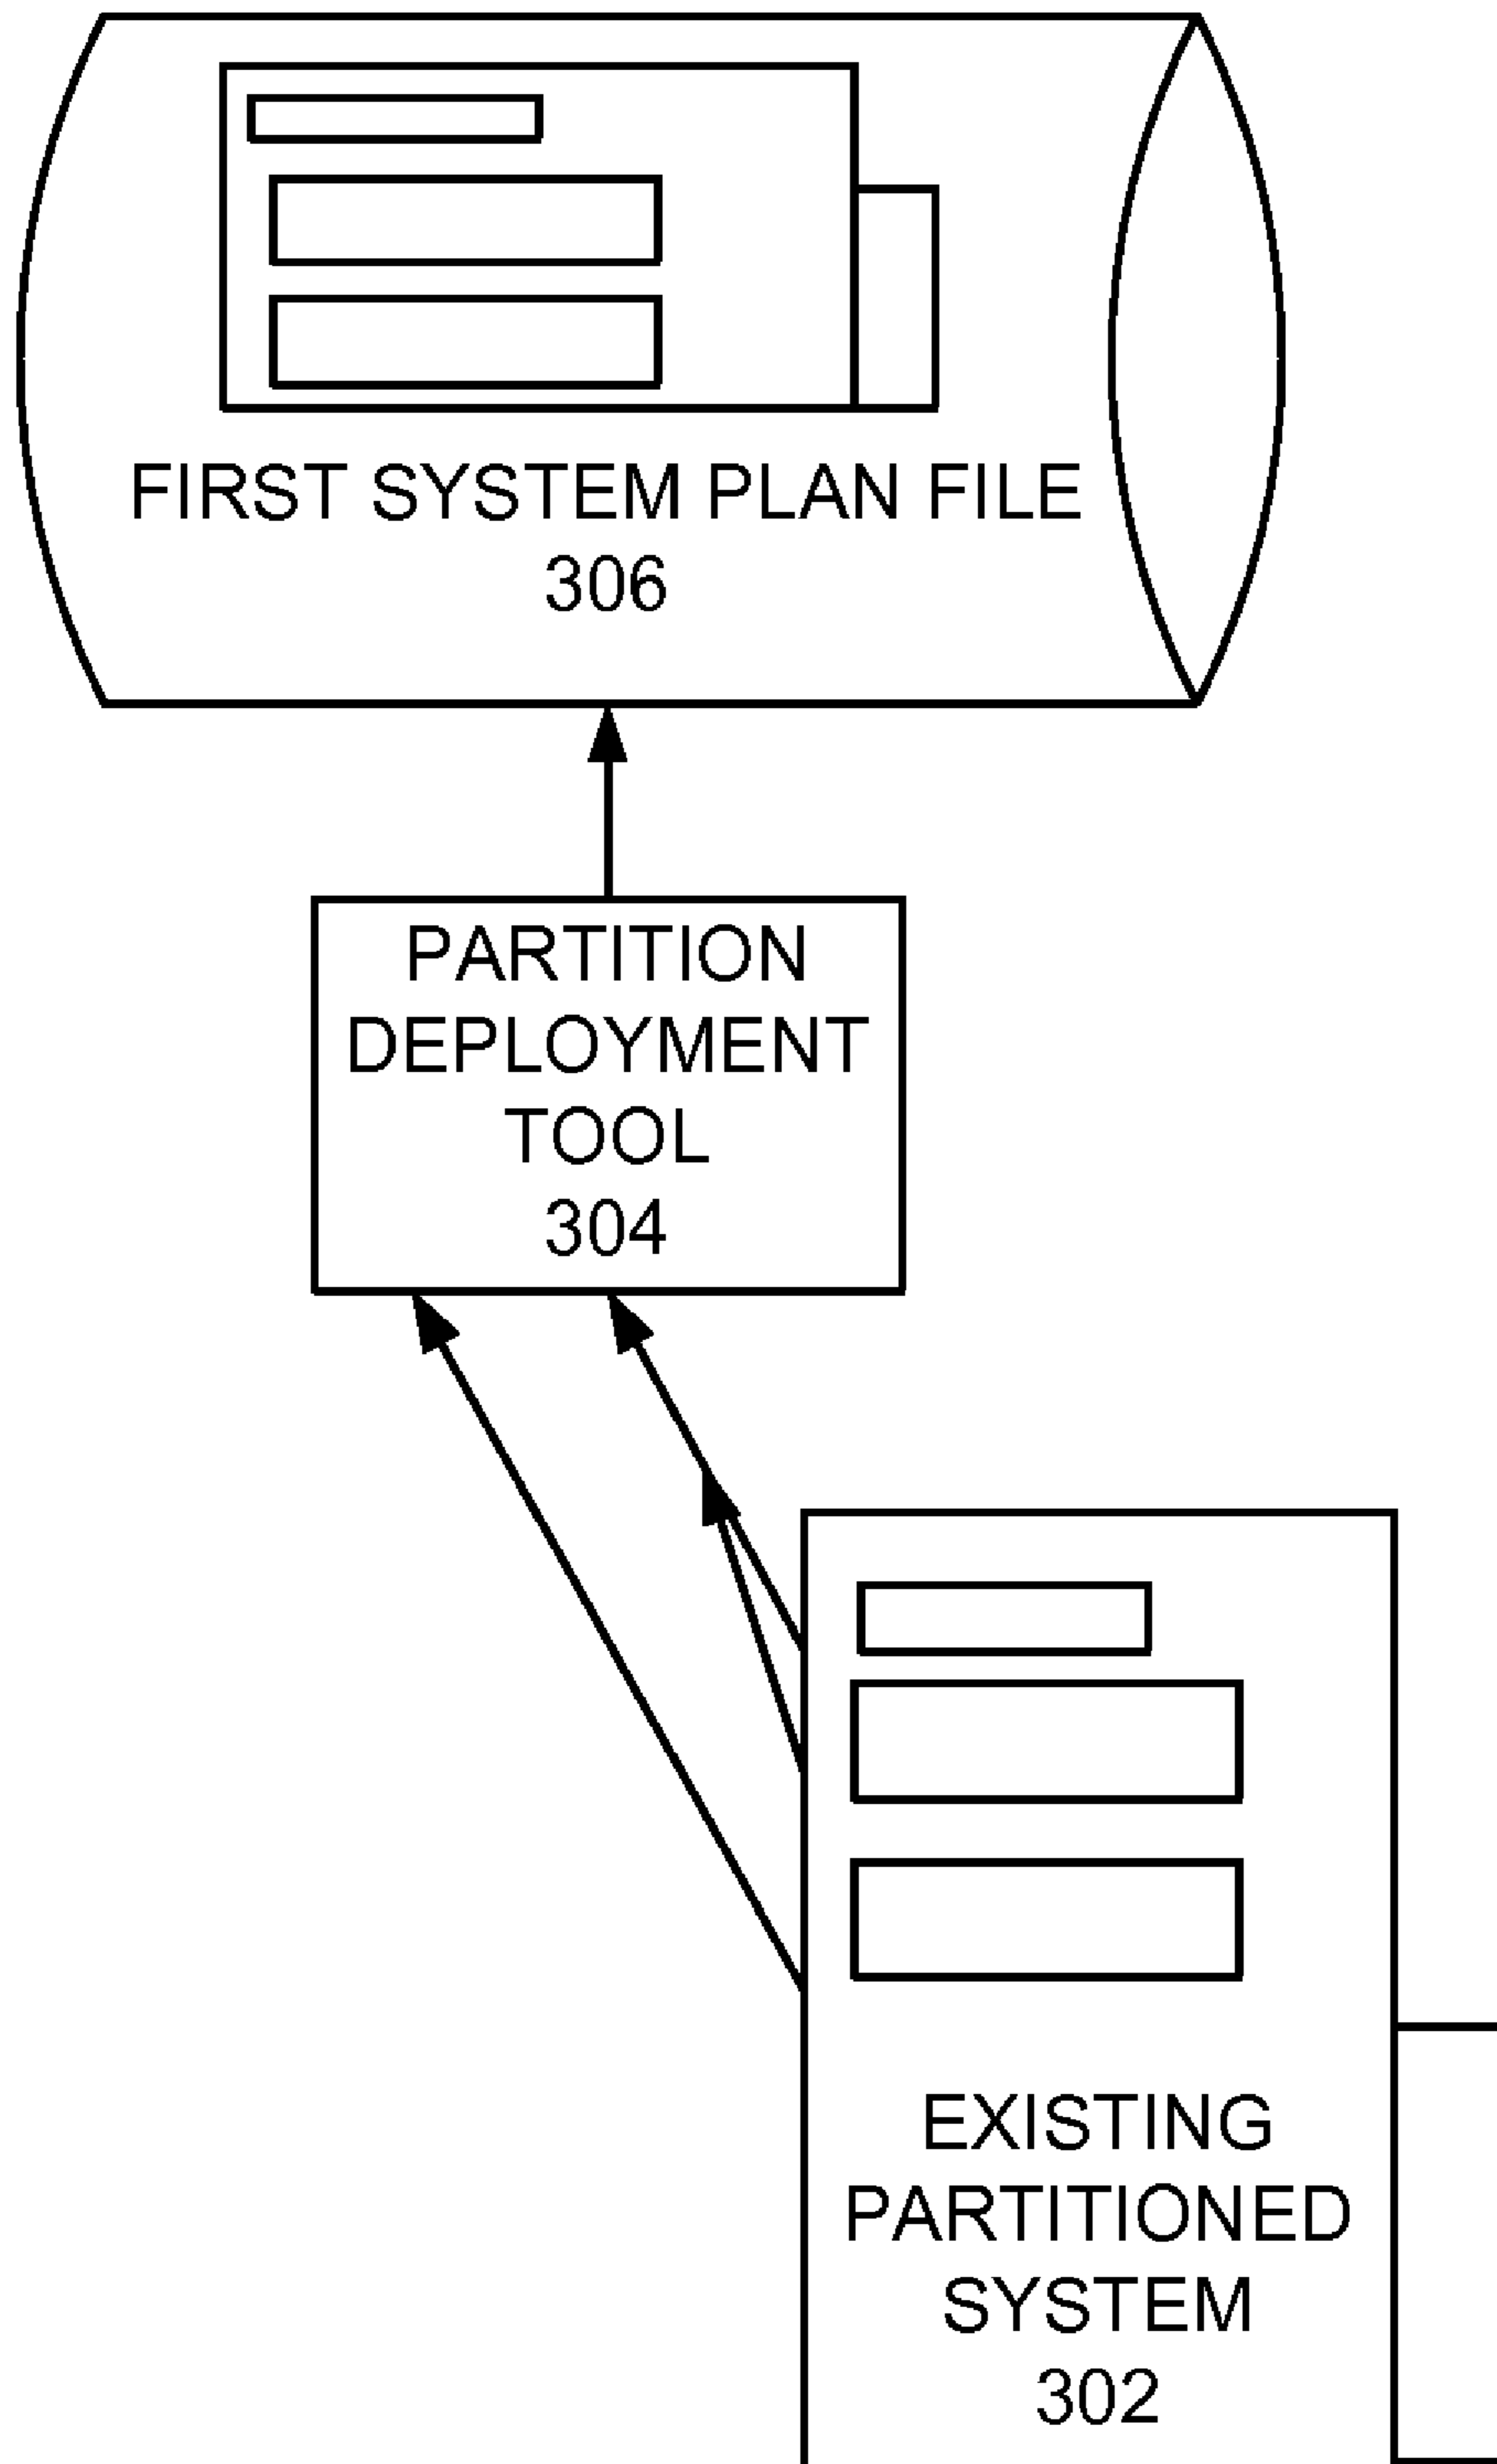 FIRST SYSTEM PLAN FILE
306
PARTITION
DEPLOYMENT
TOOL
304
EXISTING
PARTITIONED
SYSTEM
302